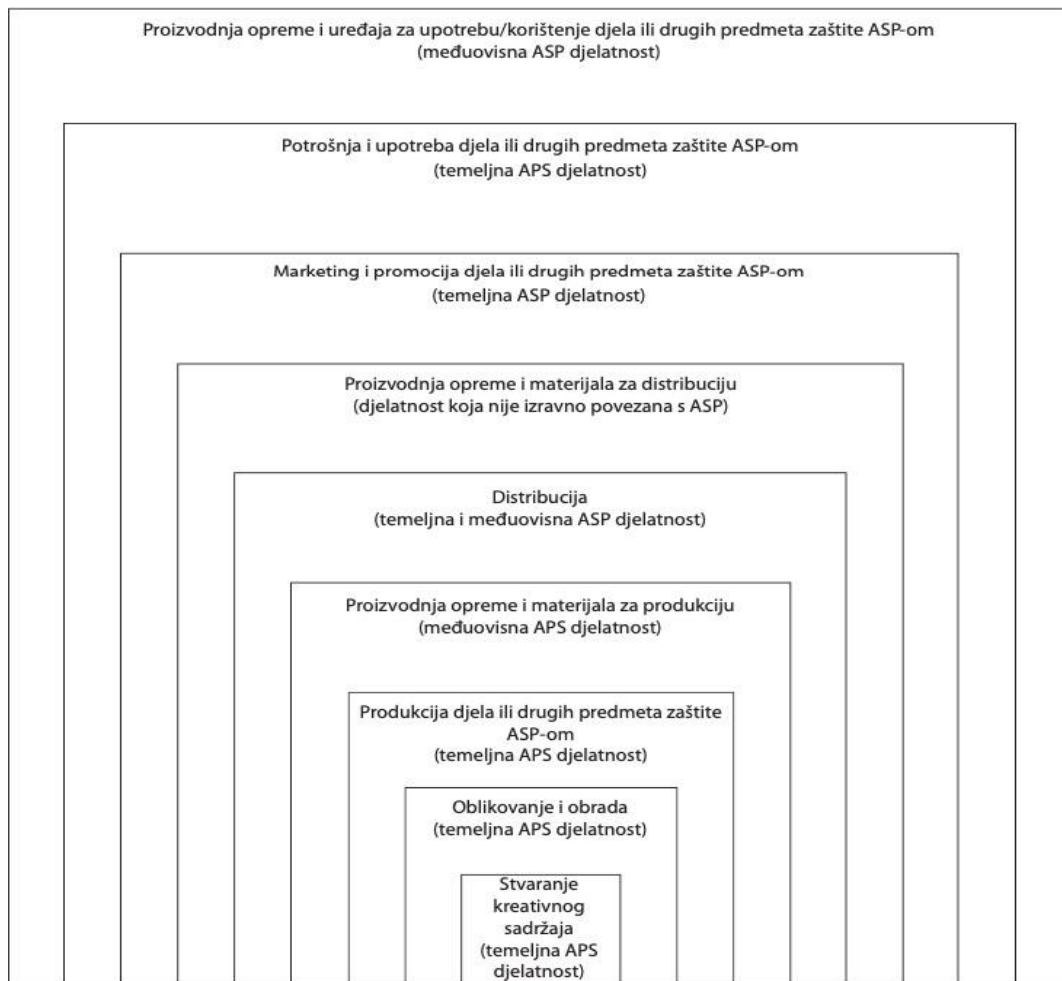 Proizvodnja opreme i uređaja za upotrebu/korištenje djela ili drugih predmeta zaštite ASP-om
(međuovisna ASP djelatnost)
Potrošnja i upotreba djela ili drugih predmeta zaštite ASP-om
(temeljna APS djelatnost)
Marketing i promocija djela ili drugih predmeta zaštite ASP-om
(temeljna ASP djelatnost)
Proizvodnja opreme i materijala za distribuciju
(djelatnost koja nije izravno povezana s ASP)
Distribucija
(temeljna i međuovisna ASP djelatnost)
Proizvodnja opreme i materijala za produkciju
(međuovisna APS djelatnost)
Produkcija djela ili drugih predmeta zaštite
ASP-om
(temeljna APS djelatnost)
Oblikovanje i obrada
(temeljna APS djelatnost)
Stvaranje
kreativnog
sadržaja
(temeljna APS
djelatnost)